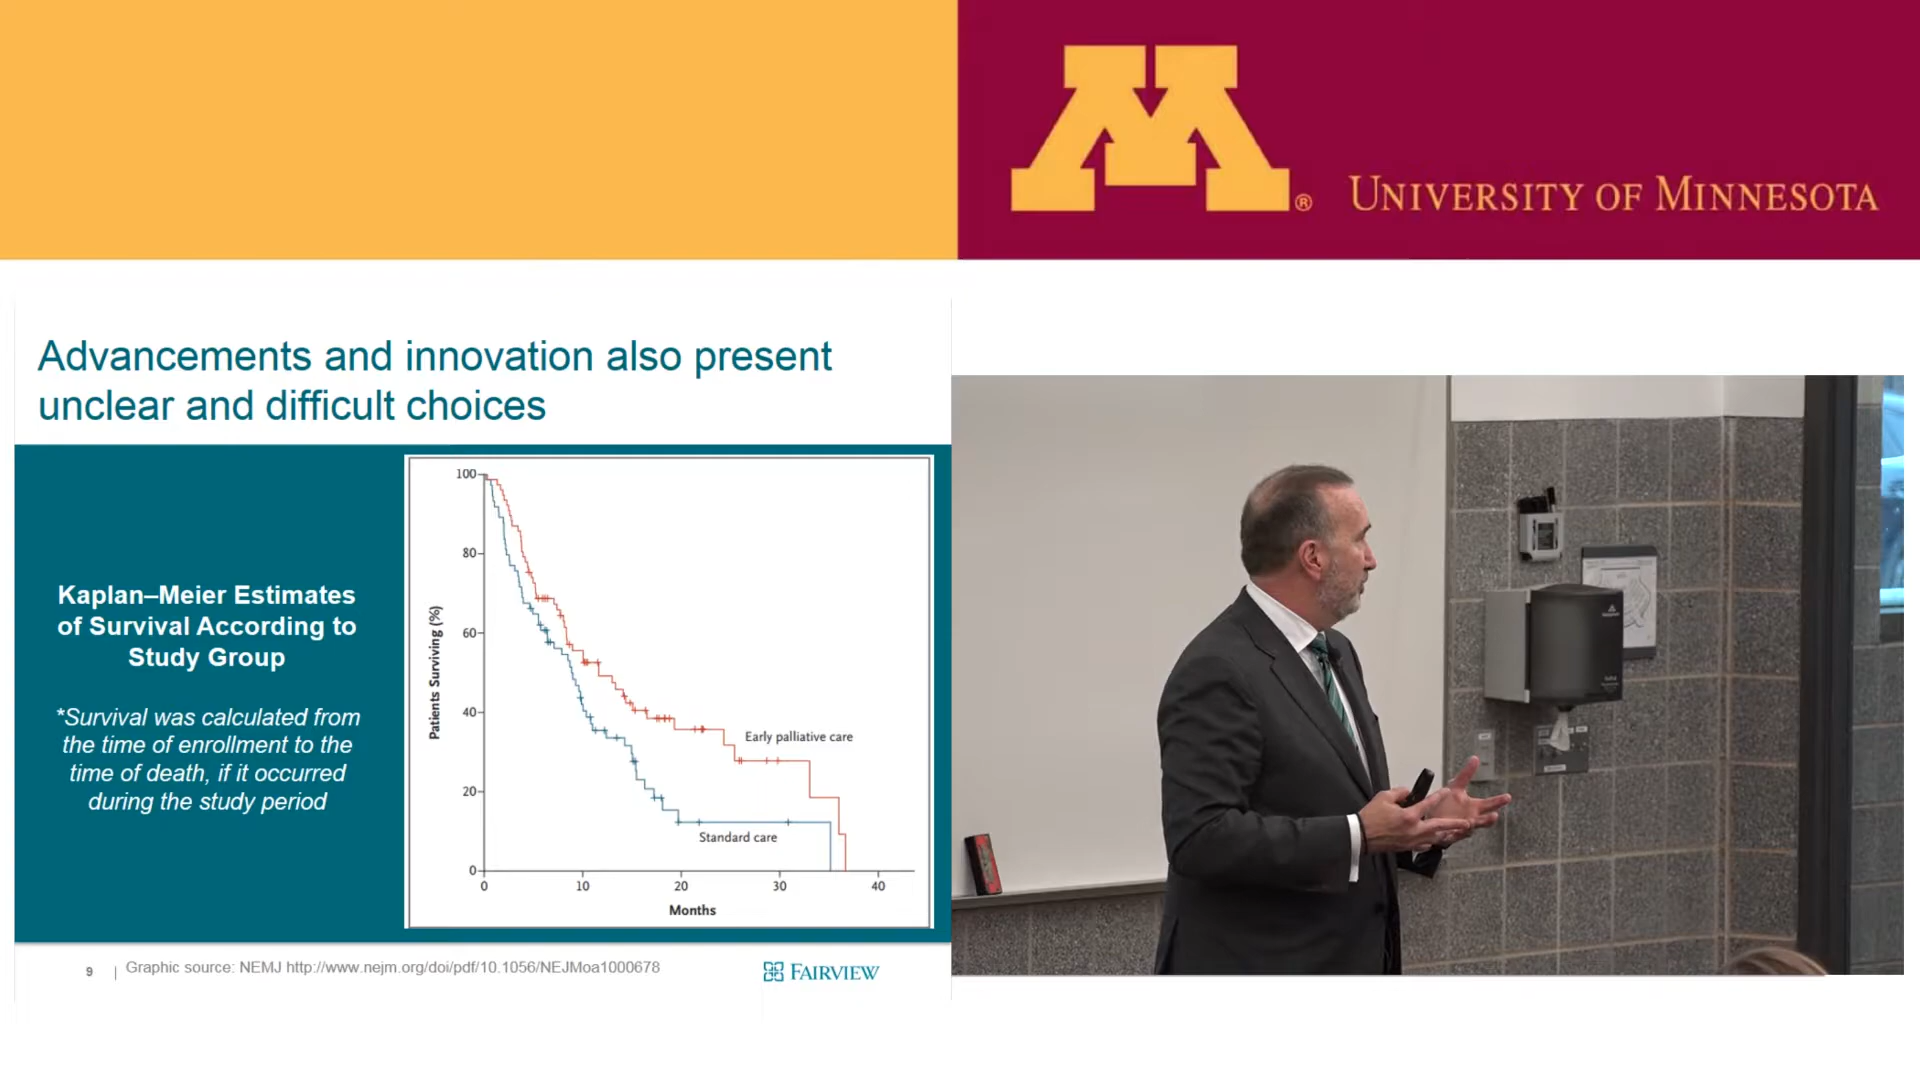 M®
UNIVERSITY OF MINNESOTA
Advancements and innovation also present
unclear and difficult choices
Kaplan–Meier Estimates
of Survival According to
Study Group
*Survival was calculated from
the time of enrollment to the
time of death, if it occurred
during the study period
Patients Surviving (%)
100
80
60
40
20
0
Early palliative care
Standard care
0 10 20 30 40
Months
9 | Graphic source: NEMJ http://www.nejm.org/doi/pdf/10.1056/NEJMoa1000678
FAIRVIEW